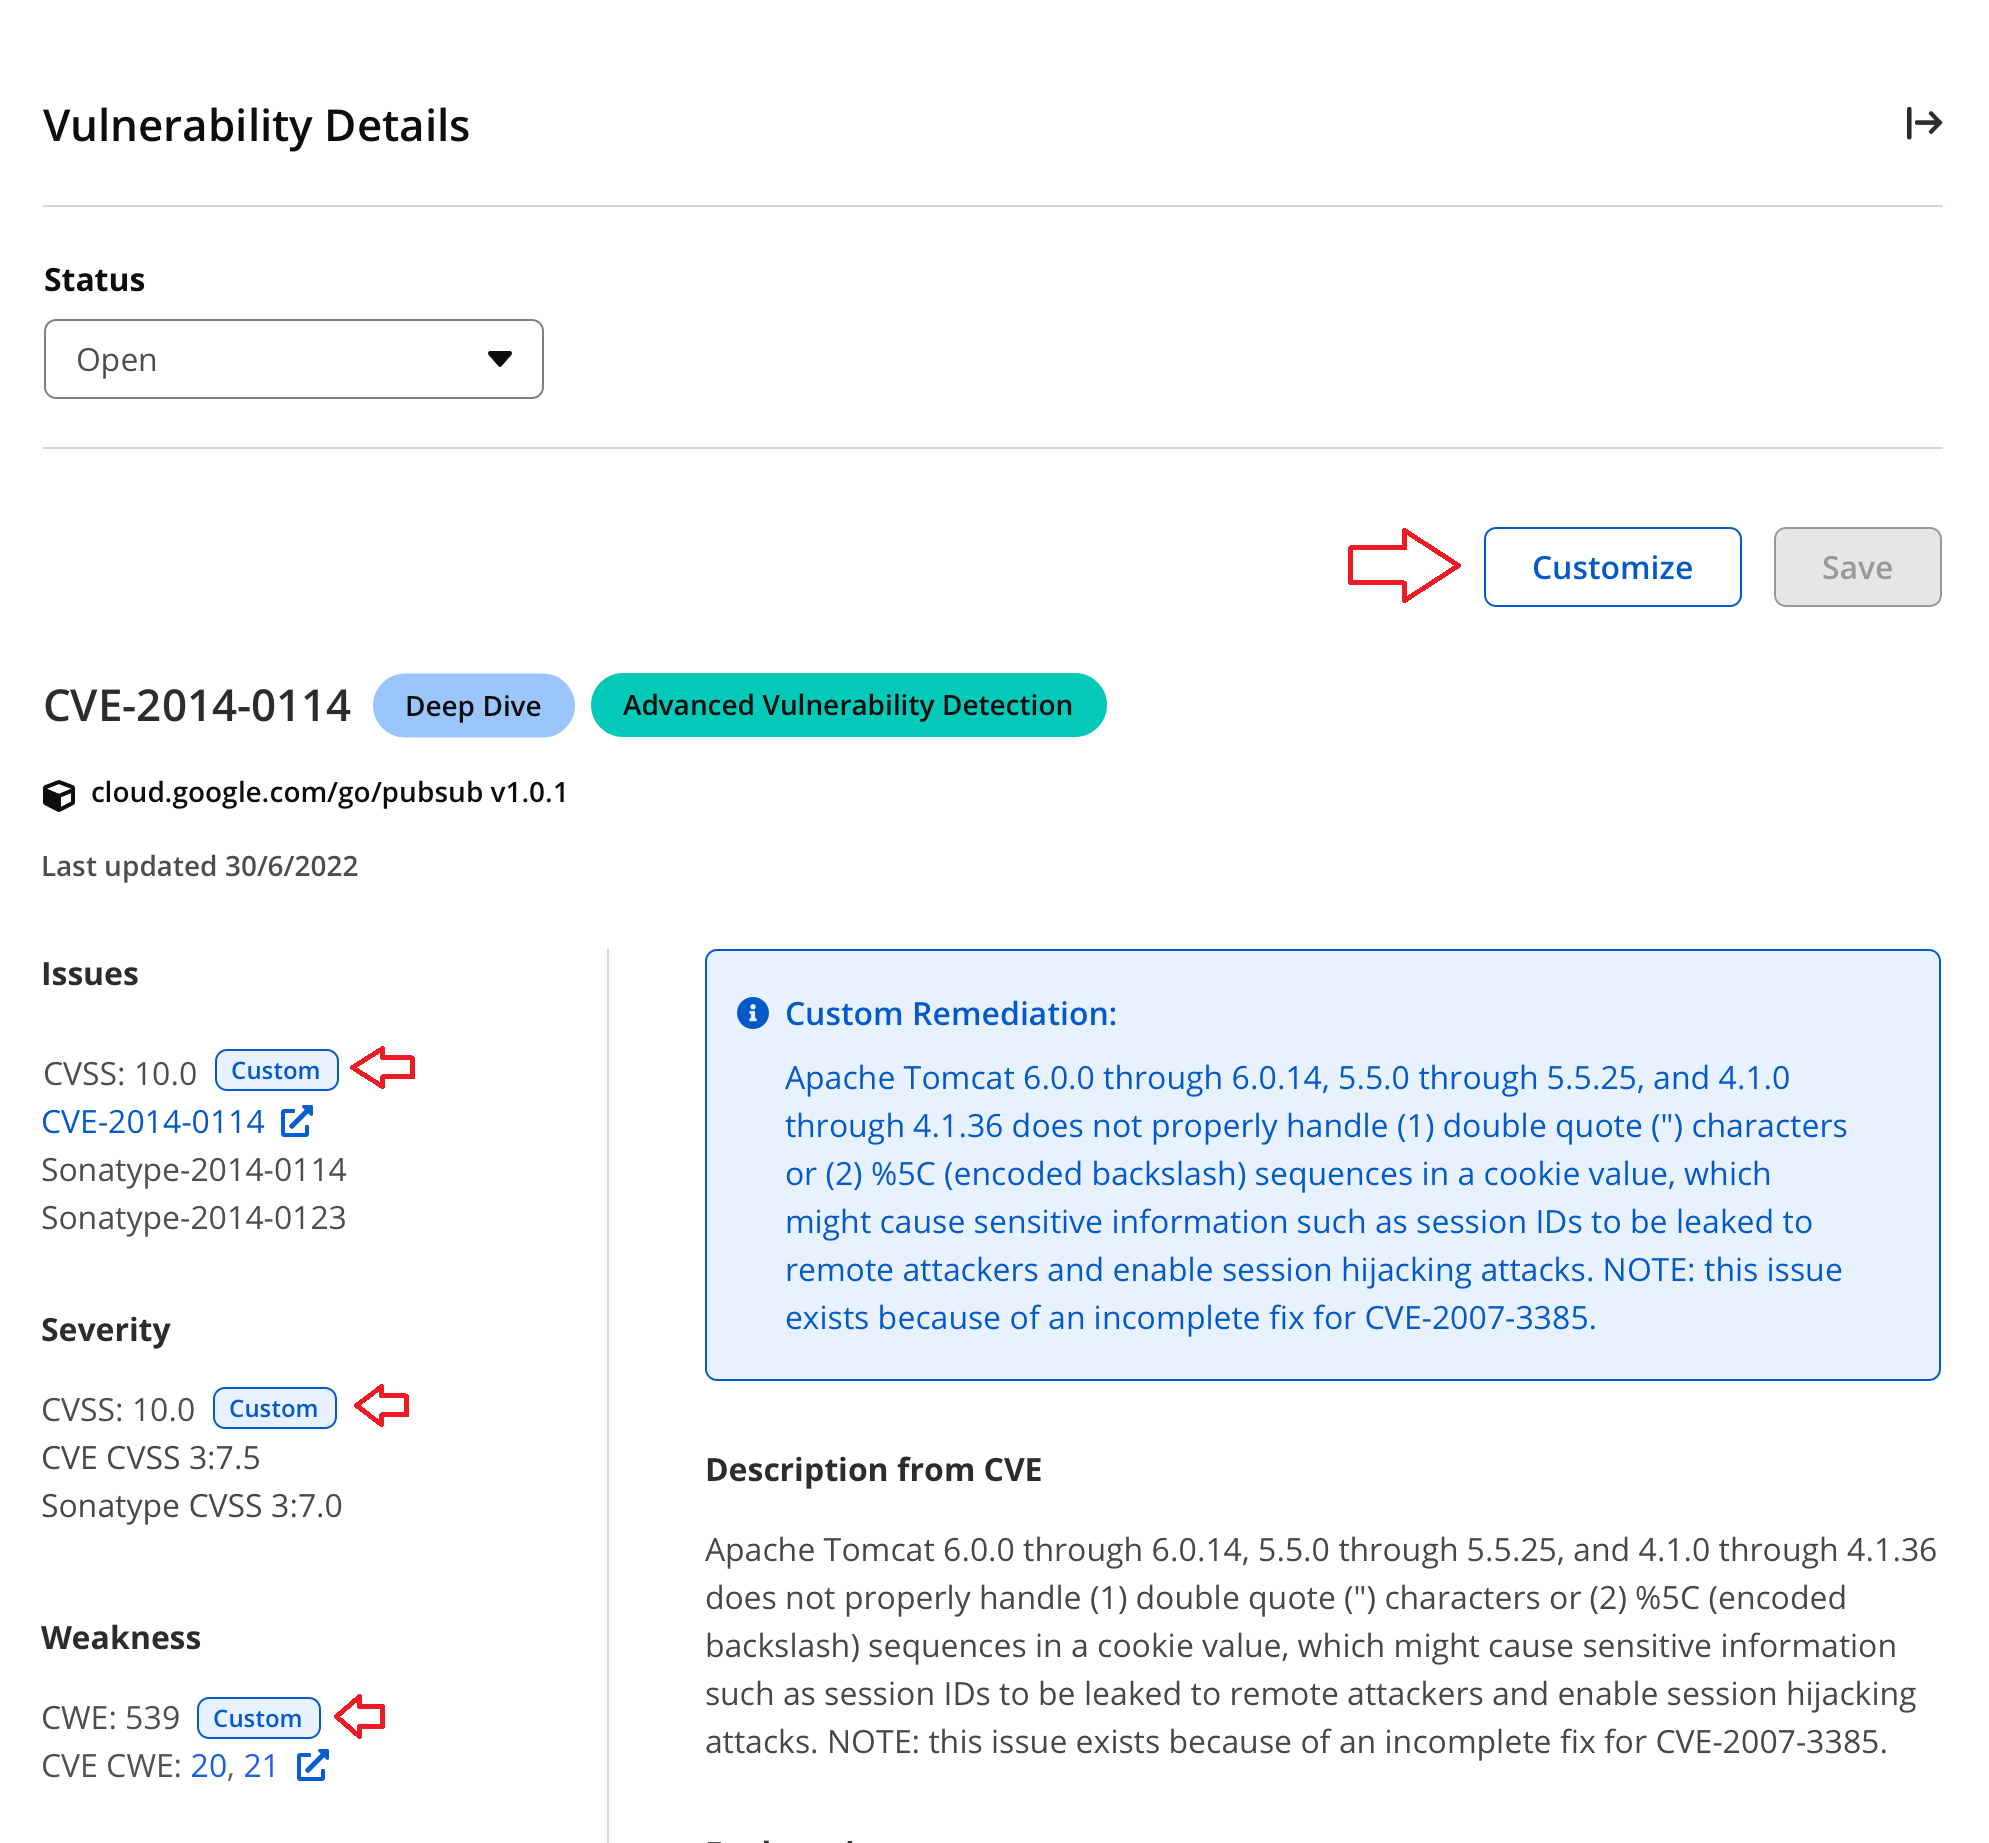 Vulnerability Details
Status
Open
Customize
Save
CVE-2014-0114
Deep Dive
Advanced Vulnerability Detection
cloud.google.com/go/pubsub v1.0.1
Last updated 30/6/2022
Issues
CVSS: 10.0 Custom
CVE-2014-0114
Sonatype-2014-0114
Sonatype-2014-0123
Severity
CVSS: 10.0 Custom
CVE CVSS 3:7.5
Sonatype CVSS 3:7.0
Weakness
CWE: 539 Custom
CVE CWE: 20, 21
Custom Remediation:
Apache Tomcat 6.0.0 through 6.0.14, 5.5.0 through 5.5.25, and 4.1.0
through 4.1.36 does not properly handle (1) double quote (") characters
or (2) %5C (encoded backslash) sequences in a cookie value, which
might cause sensitive information such as session IDs to be leaked to
remote attackers and enable session hijacking attacks. NOTE: this issue
exists because of an incomplete fix for CVE-2007-3385.
Description from CVE
Apache Tomcat 6.0.0 through 6.0.14, 5.5.0 through 5.5.25, and 4.1.0 through 4.1.36
does not properly handle (1) double quote (") characters or (2) %5C (encoded
backslash) sequences in a cookie value, which might cause sensitive information
such as session IDs to be leaked to remote attackers and enable session hijacking
attacks. NOTE: this issue exists because of an incomplete fix for CVE-2007-3385.